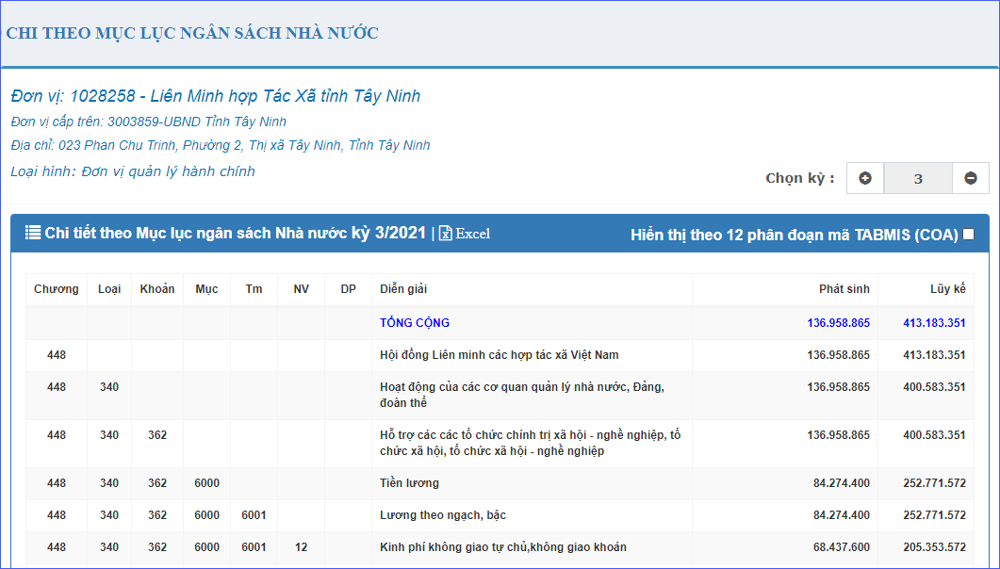 CHI THEO MỤC LỤC NGÂN SÁCH NHÀ NƯỚC
Đơn vị: 1028258 - Liên Minh hợp Tác Xã tỉnh Tây Ninh
Đơn vị cấp trên: 3003859-UBND Tỉnh Tây Ninh
Địa chỉ: 023 Phan Chu Trinh, Phường 2, Thị xã Tây Ninh, Tỉnh Tây Ninh
Loại hình: Đơn vị quản lý hành chính
Chọn kỳ : 3
Chi tiết theo Mục lục ngân sách Nhà nước kỳ 3/2021 | Excel Hiển thị theo 12 phân đoạn mã TABMIS (COA)
Chương Loại Khoản Mục Tm NV DP Diễn giải Phát sinh Lũy kế
TỔNG CỘNG 136.958.865 413.183.351
448 Hội đồng Liên minh các hợp tác xã Việt Nam 136.958.865 413.183.351
448 340 Hoạt động của các cơ quan quản lý nhà nước, Đảng, 136.958.865 400.583.351
đoàn thể
448 340 362 Hỗ trợ các các tổ chức chính trị xã hội - nghề nghiệp, tổ 136.958.865 400.583.351
chức xã hội, tổ chức xã hội - nghề nghiệp
448 340 362 6000 Tiền lương 84.274.400 252.771.572
448 340 362 6000 6001 Lương theo ngạch, bậc 84.274.400 252.771.572
448 340 362 6000 6001 12 Kinh phí không giao tự chủ,không giao khoán 68.437.600 205.353.572